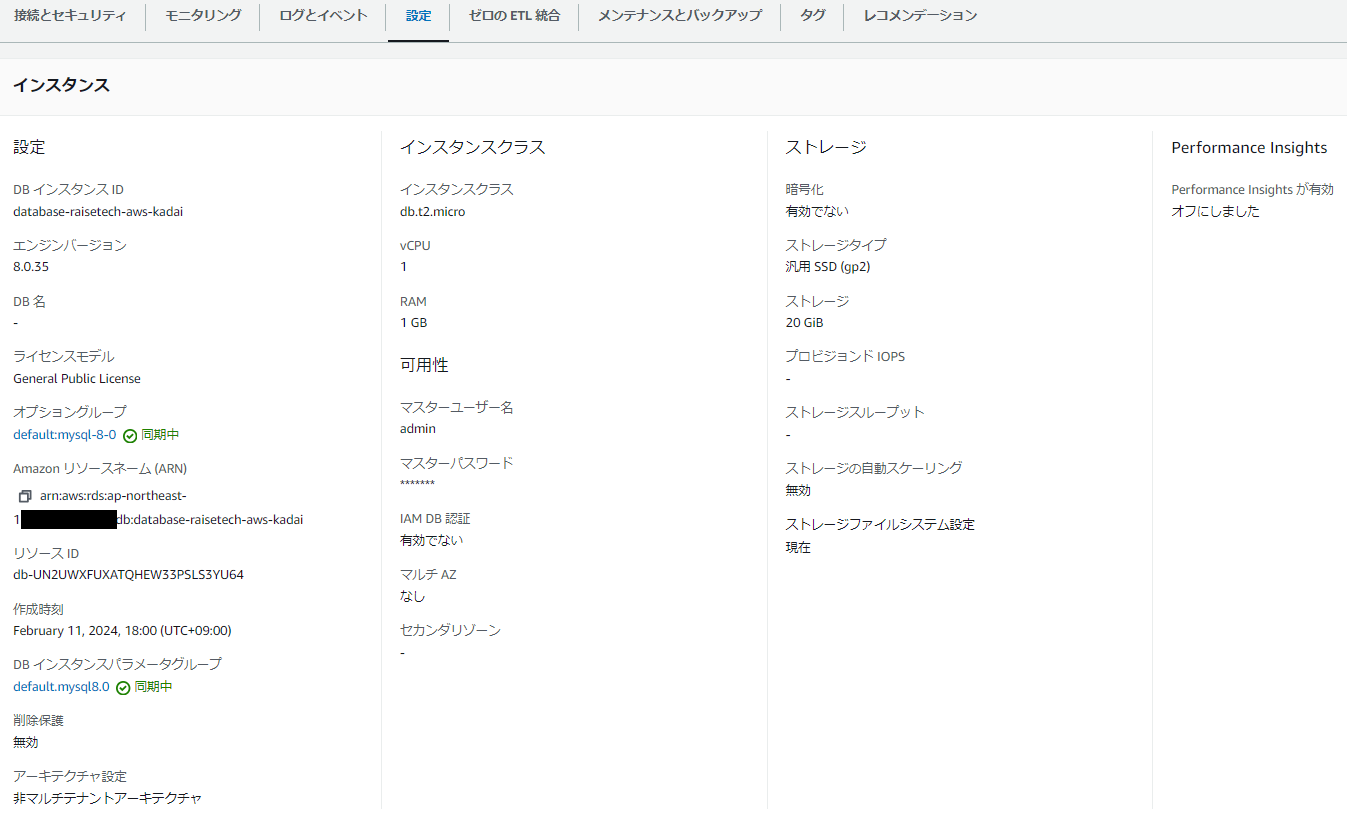 接続とセキュリティ
モニタリング
ログとイベント
設定
ゼロの ETL 統合
メンテナンスとバックアップ
タグ
レコメンデーション
インスタンス
設定
DB インスタンス ID
database-raisetech-aws-kadai
エンジンバージョン
8.0.35
DB 名
-
ライセンスモデル
General Public License
オプショングループ
default:mysql-8-0 同期中
Amazon リソースネーム (ARN)
arn:aws:rds:ap-northeast-
1 db:database-raisetech-aws-kadai
リソース ID
db-UN2UWXFUXATQHEW33PSLS3YU64
作成時刻
February 11, 2024, 18:00 (UTC+09:00)
DB インスタンスパラメータグループ
default.mysql8.0 同期中
削除保護
無効
アーキテクチャ設定
非マルチテナントアーキテクチャ
インスタンスクラス
インスタンスクラス
db.t2.micro
vCPU
1
RAM
1 GB
可用性
マスターユーザー名
admin
マスターパスワード
*******
IAM DB 認証
有効でない
マルチ AZ
なし
セカンダリゾーン
-
ストレージ
暗号化
有効でない
ストレージタイプ
汎用 SSD (gp2)
ストレージ
20 GiB
プロビジョンド IOPS
-
ストレージスループット
-
ストレージの自動スケーリング
無効
ストレージファイルシステム設定
現在
Performance Insights
Performance Insights が有効
オフにしました